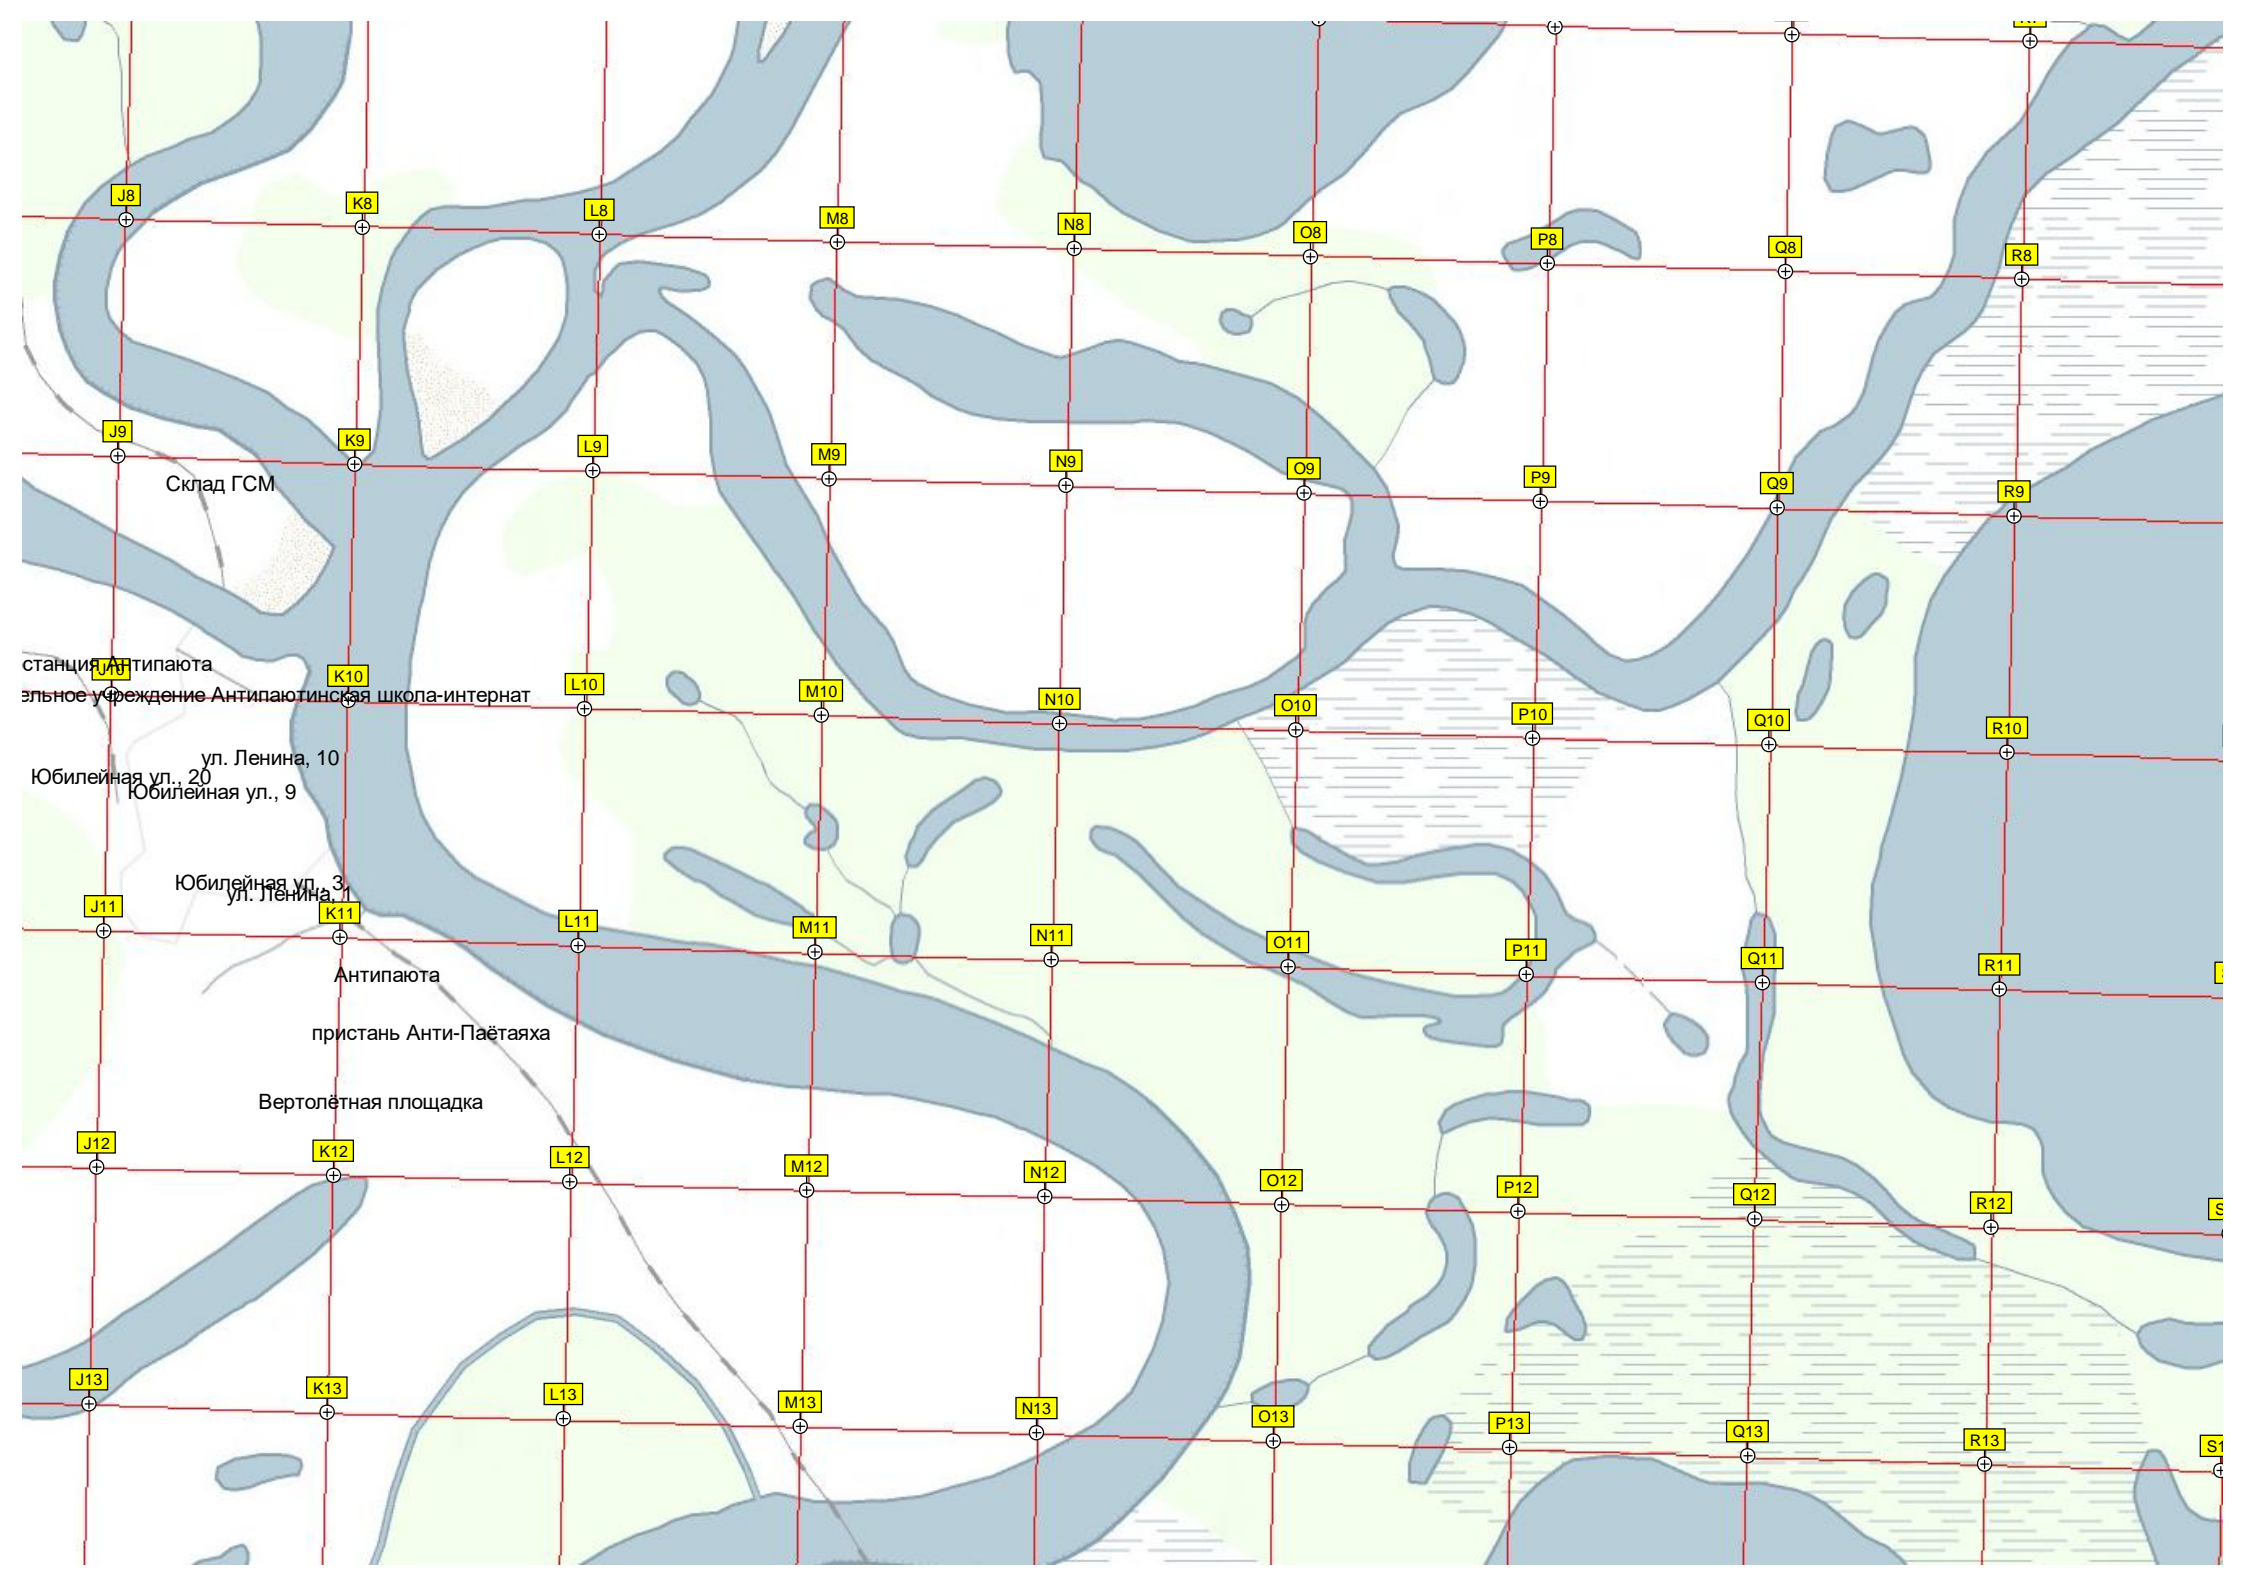 J8 K8 L8 M8 N8 O8 P8 Q8 R8
J9 K9 L9 M9 N9 O9 P9 Q9 R9
Склад ГСМ
станция Антипаюта
J10 K10 L10 M10 N10 O10 P10 Q10 R10
учреждение Антипаютинская школа-интернат
ул. Ленина, 10
Юбилейная ул., 20
Юбилейная ул., 9
Юбилейная ул., 3
ул. Ленина, 1
J11 K11 L11 M11 N11 O11 P11 Q11 R11
Антипаюта
пристань Анти-Паётаяха
Вертолётная площадка
J12 K12 L12 M12 N12 O12 P12 Q12 R12
J13 K13 L13 M13 N13 O13 P13 Q13 R13